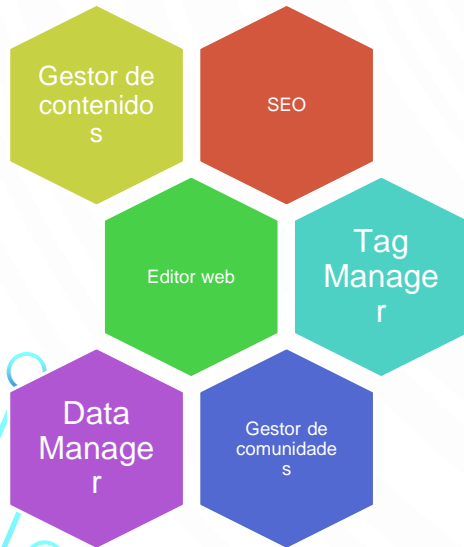 Gestor de
contenido
s
SEO
Editor web
Tag
Manage
r
Data
Manage
r
Gestor de
comunidade
s